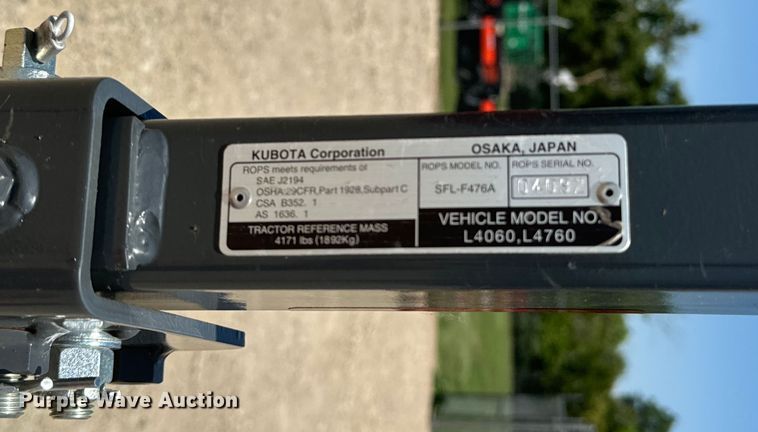 KUBOTA Corporation OSAKA, JAPAN
ROPS meets requirements of
SAE J2194
OSHA:29CFR,Part 1928,Subpart C
CSA B352. 1
AS 1636. 1
TRACTOR REFERENCE MASS
4171 lbs (1892Kg)
ROPS MODEL NO. ROPS SERIAL NO.
SFL-F476A
VEHICLE MODEL NO.
L4060,L4760
Purple Wave Auction